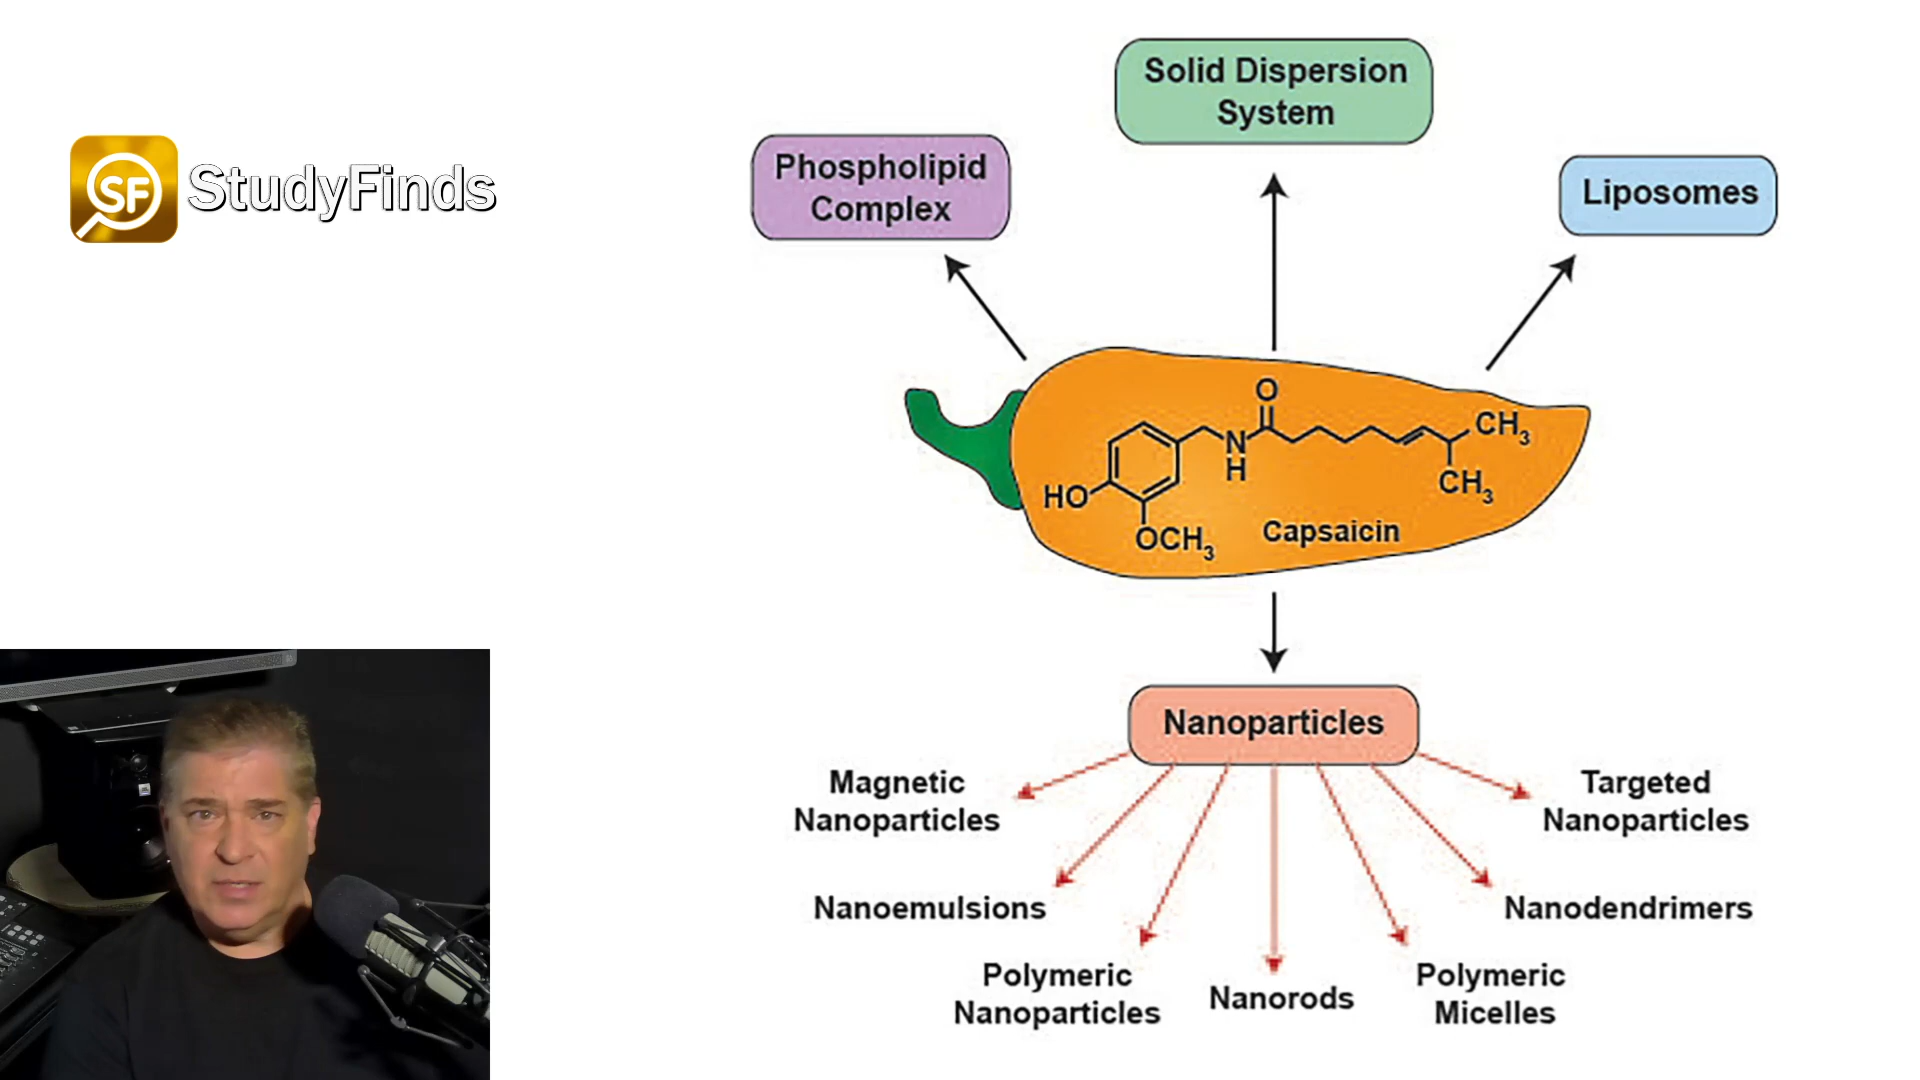 SF StudyFinds
Solid Dispersion
System
Phospholipid
Complex
Liposomes
O
CH3
N
H
CH3
HO
OCH3
Capsaicin
Nanoparticles
Magnetic
Nanoparticles
Targeted
Nanoparticles
Nanoemulsions
Nanodendrimers
Polymeric
Nanoparticles
Nanorods
Polymeric
Micelles